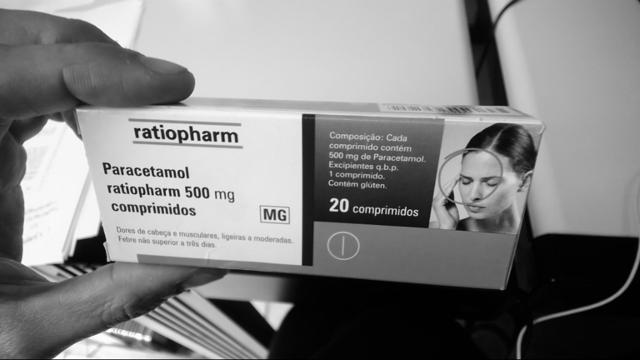 ratiopharm
Paracetamol
ratiopharm 500 mg
comprimidos
MG
Dores de cabeça e musculares, ligeiras a moderadas.
Febre não superior a três dias.
Composição: Cada
comprimido contém
500 mg de Paracetamol.
Excipientes q.b.p.
1 comprimido.
Contém glúten.
20 comprimidos